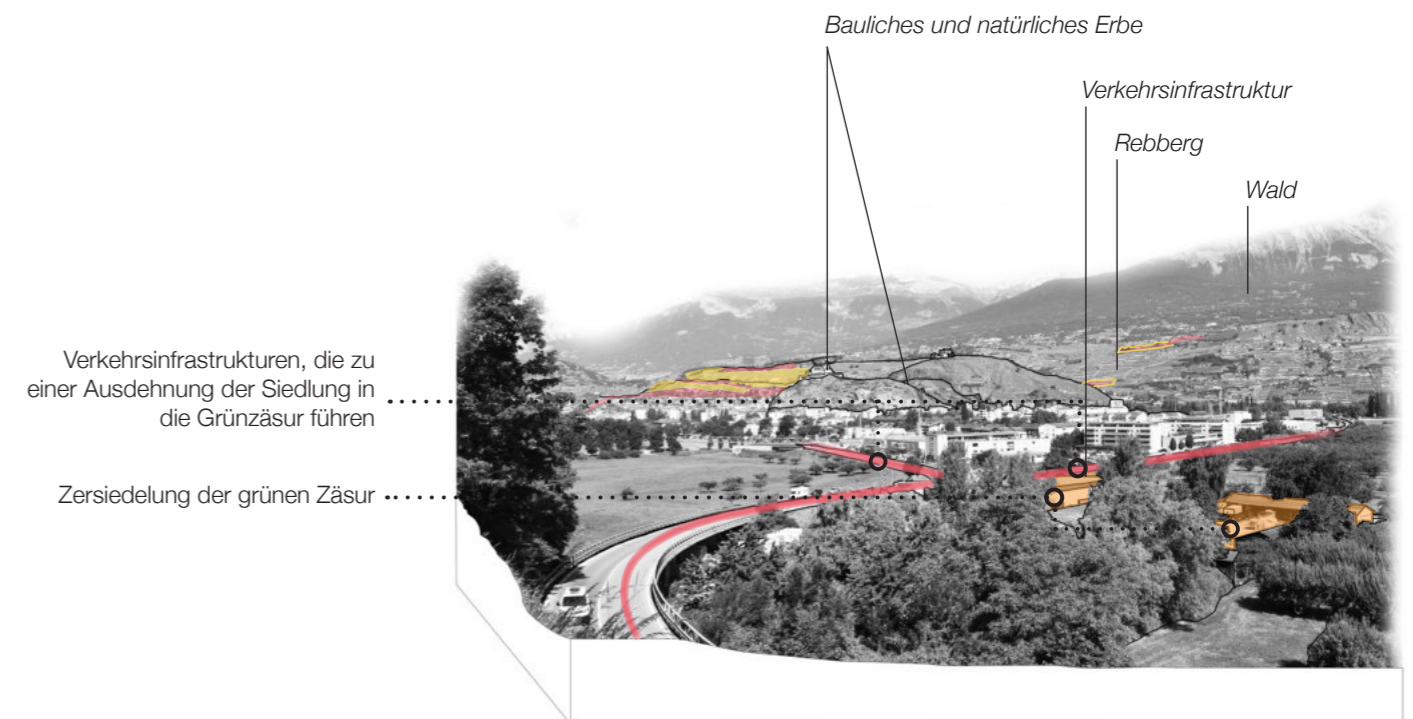 Bauliches und natürliches Erbe
Verkehrsinfrastruktur
Rebberg
Wald
Verkehrsinfrastrukturen, die zu
einer Ausdehnung der Siedlung in
die Grünzäsur führen
Zersiedelung der grünen Zäsur